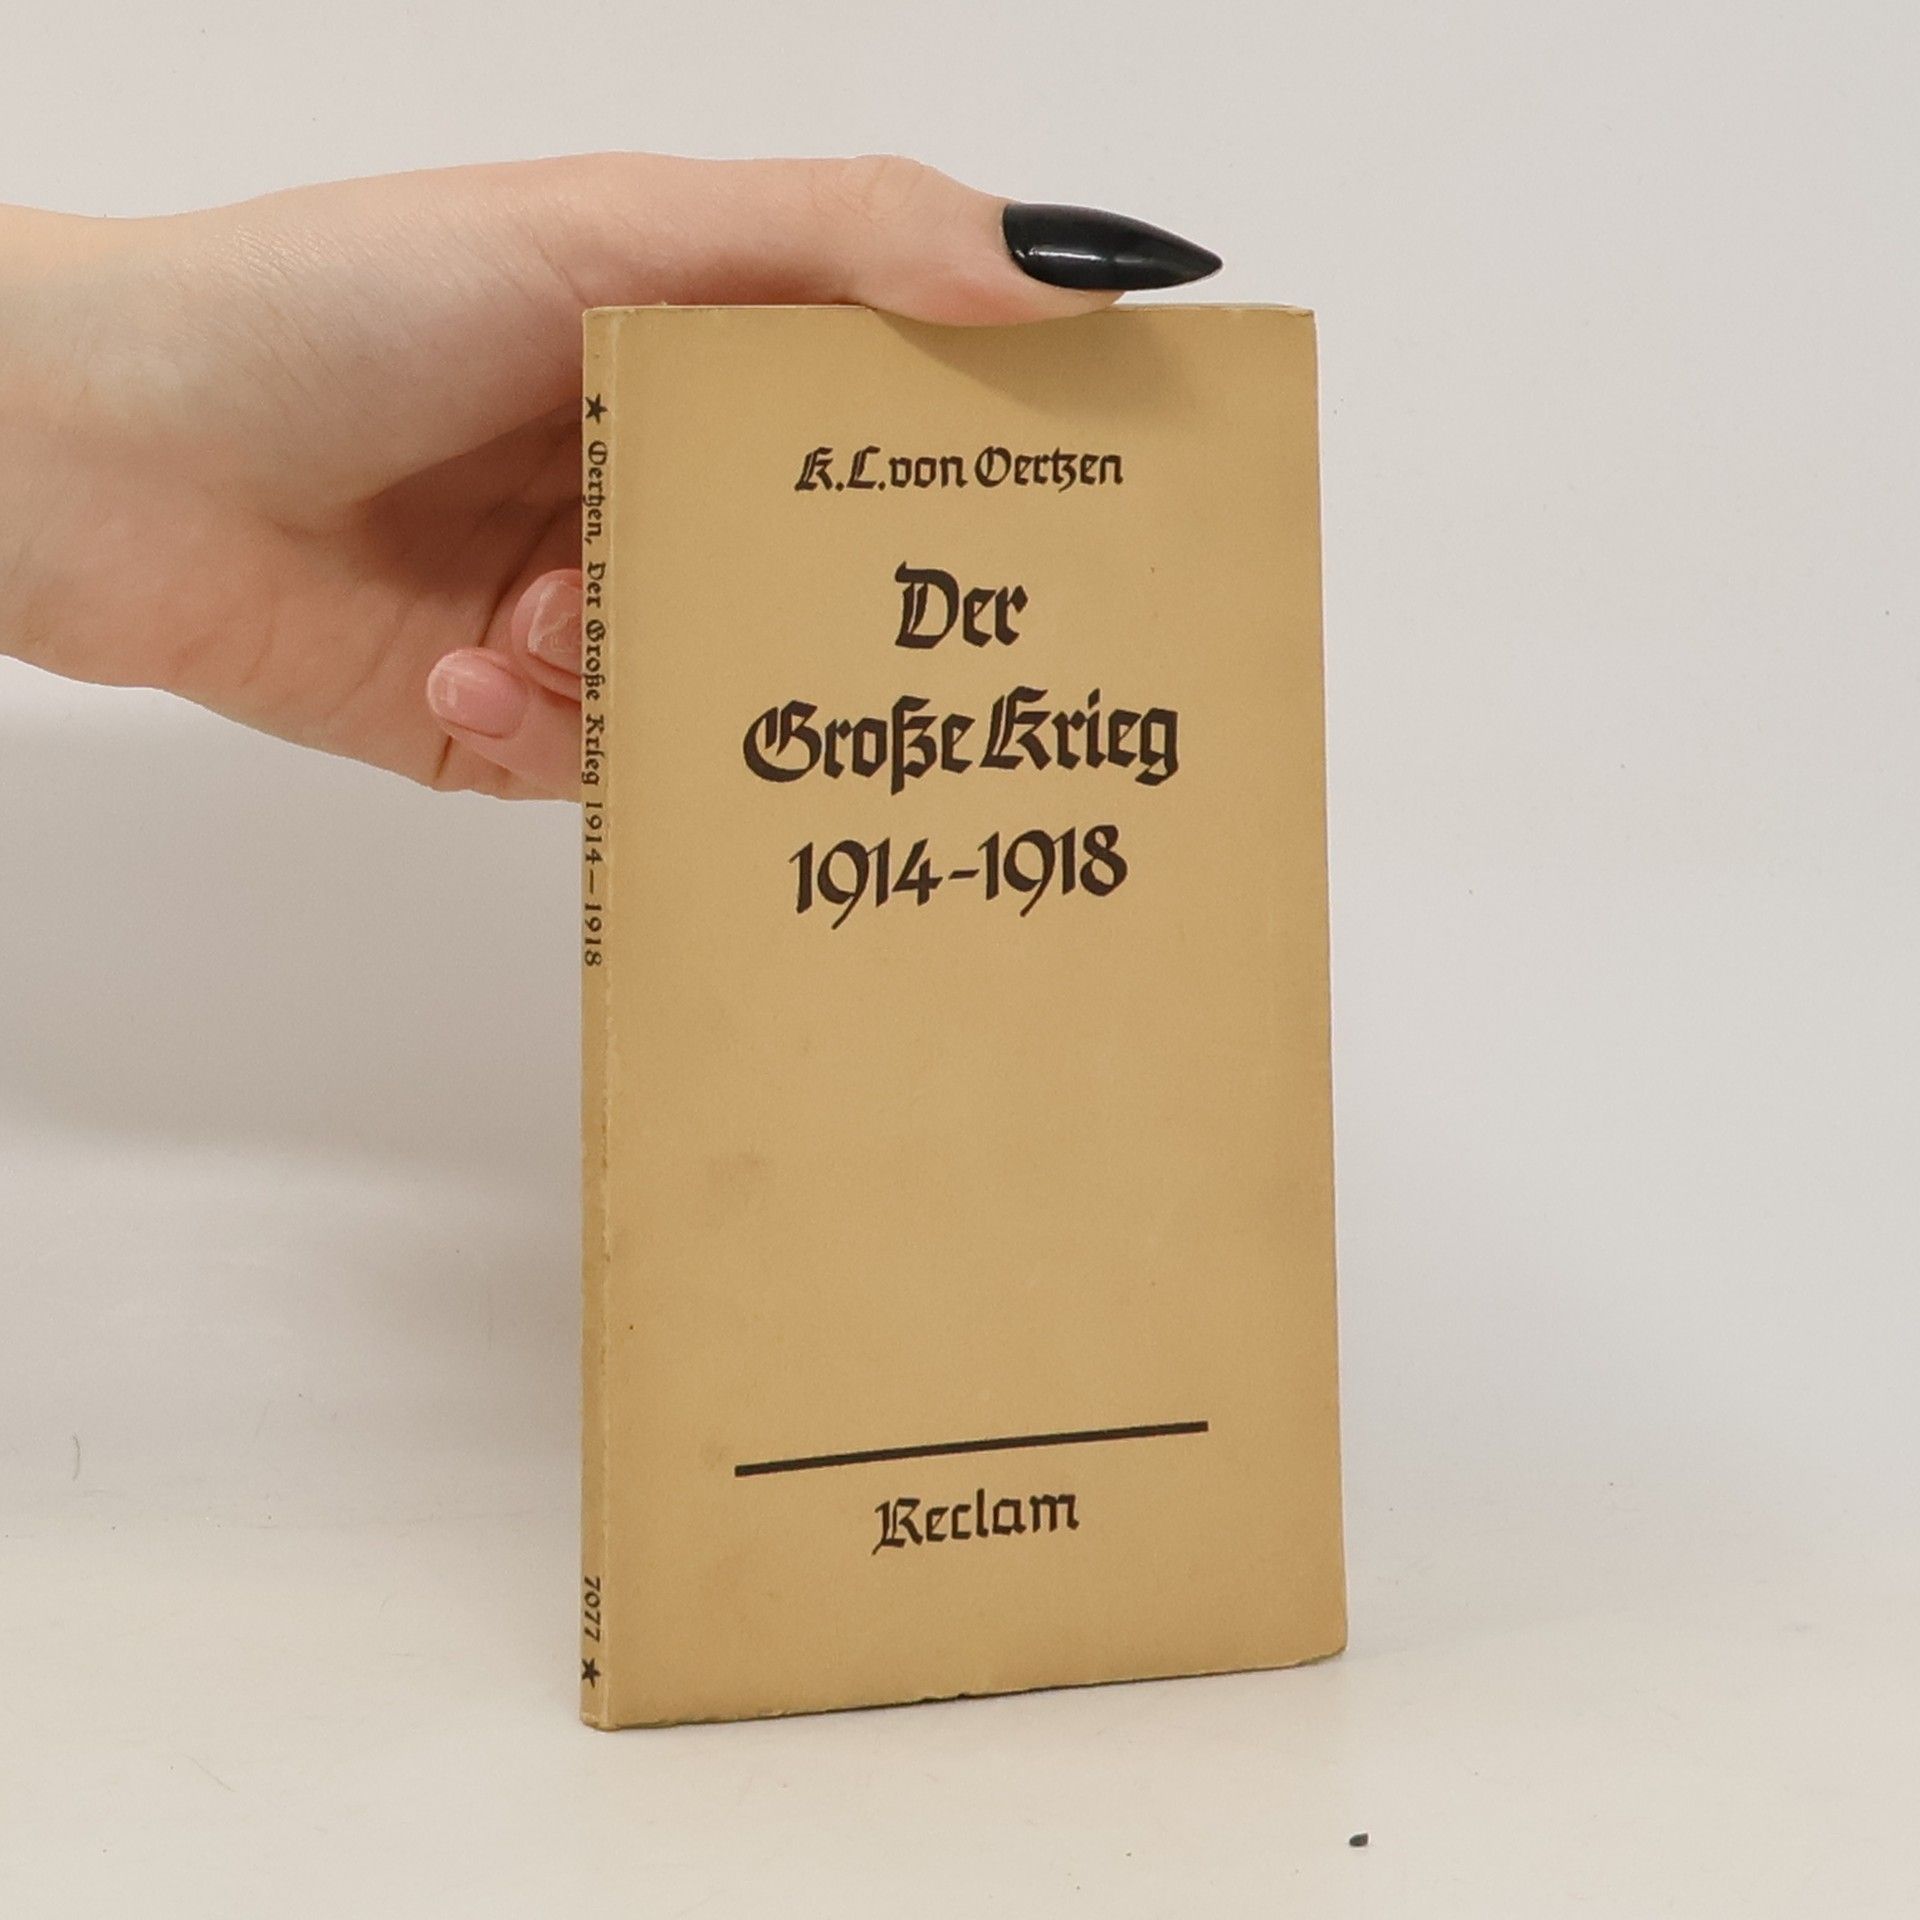 K. L. von Oertzen
Der
Große Krieg
1914-1918
Reclam
★ Oertzen, Der Große Krieg 1914—1918
7077 ★